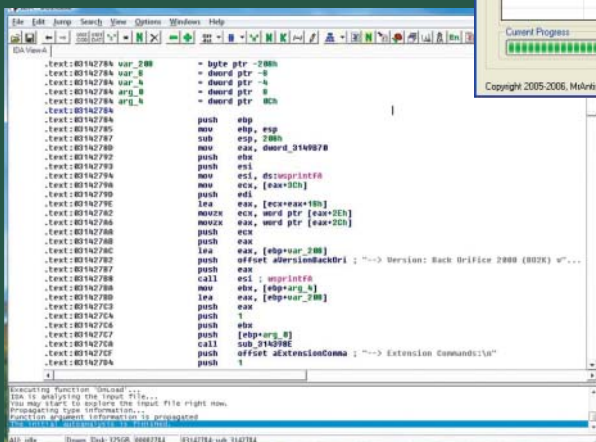 File Edit Jump Search View Options Windows Help
IDA View-A
.text:03142784 var_208 = byte ptr -208h
.text:03142784 var_8 = dword ptr -8
.text:03142784 var_4 = dword ptr -4
.text:03142784 arg_0 = dword ptr 8
.text:03142784 arg_4 = dword ptr 0Ch
.text:03142784
.text:03142784 push ebp
.text:03142785 mov ebp, esp
.text:03142787 sub esp, 208h
.text:0314278D mov eax, dword_3149B78
.text:03142792 push ebx
.text:03142793 push esi
.text:03142794 mov esi, ds:wsprintfA
.text:0314279A mov ecx, [eax+3Ch]
.text:0314279D push edi
.text:0314279E lea eax, [ecx+eax+18h]
.text:031427A2 movzx ecx, word ptr [eax+2Eh]
.text:031427A6 movzx eax, word ptr [eax+2Ch]
.text:031427AA push ecx
.text:031427AB push eax
.text:031427AC lea eax, [ebp+var_208]
.text:031427B2 push offset aVersionBackOri ; "--> Version: Back Orifice 2000 (BO2K) v"...
.text:031427B7 push eax
.text:031427B8 call esi ; wsprintfA
.text:031427BA mov ebx, [ebp+arg_4]
.text:031427BD lea eax, [ebp+var_208]
.text:031427C3 push eax
.text:031427C4 push 1
.text:031427C6 push ebx
.text:031427C7 push [ebp+arg_0]
.text:031427CA call sub_314398E
.text:031427CF push offset aExtensionComma ; "--> Extension Commands:\n"
.text:031427D4 push 1
Executing function 'OnLoad'...
IDA is analysing the input file...
You may start to explore the input file right now.
Propagating type information...
Function argument information is propagated
The initial autoanalysis is finished.
AU: idle Down Disk: 325GB 00002784 03142784: sub_3142784
Current Progress
Copyright 2005-2006, MrAnti